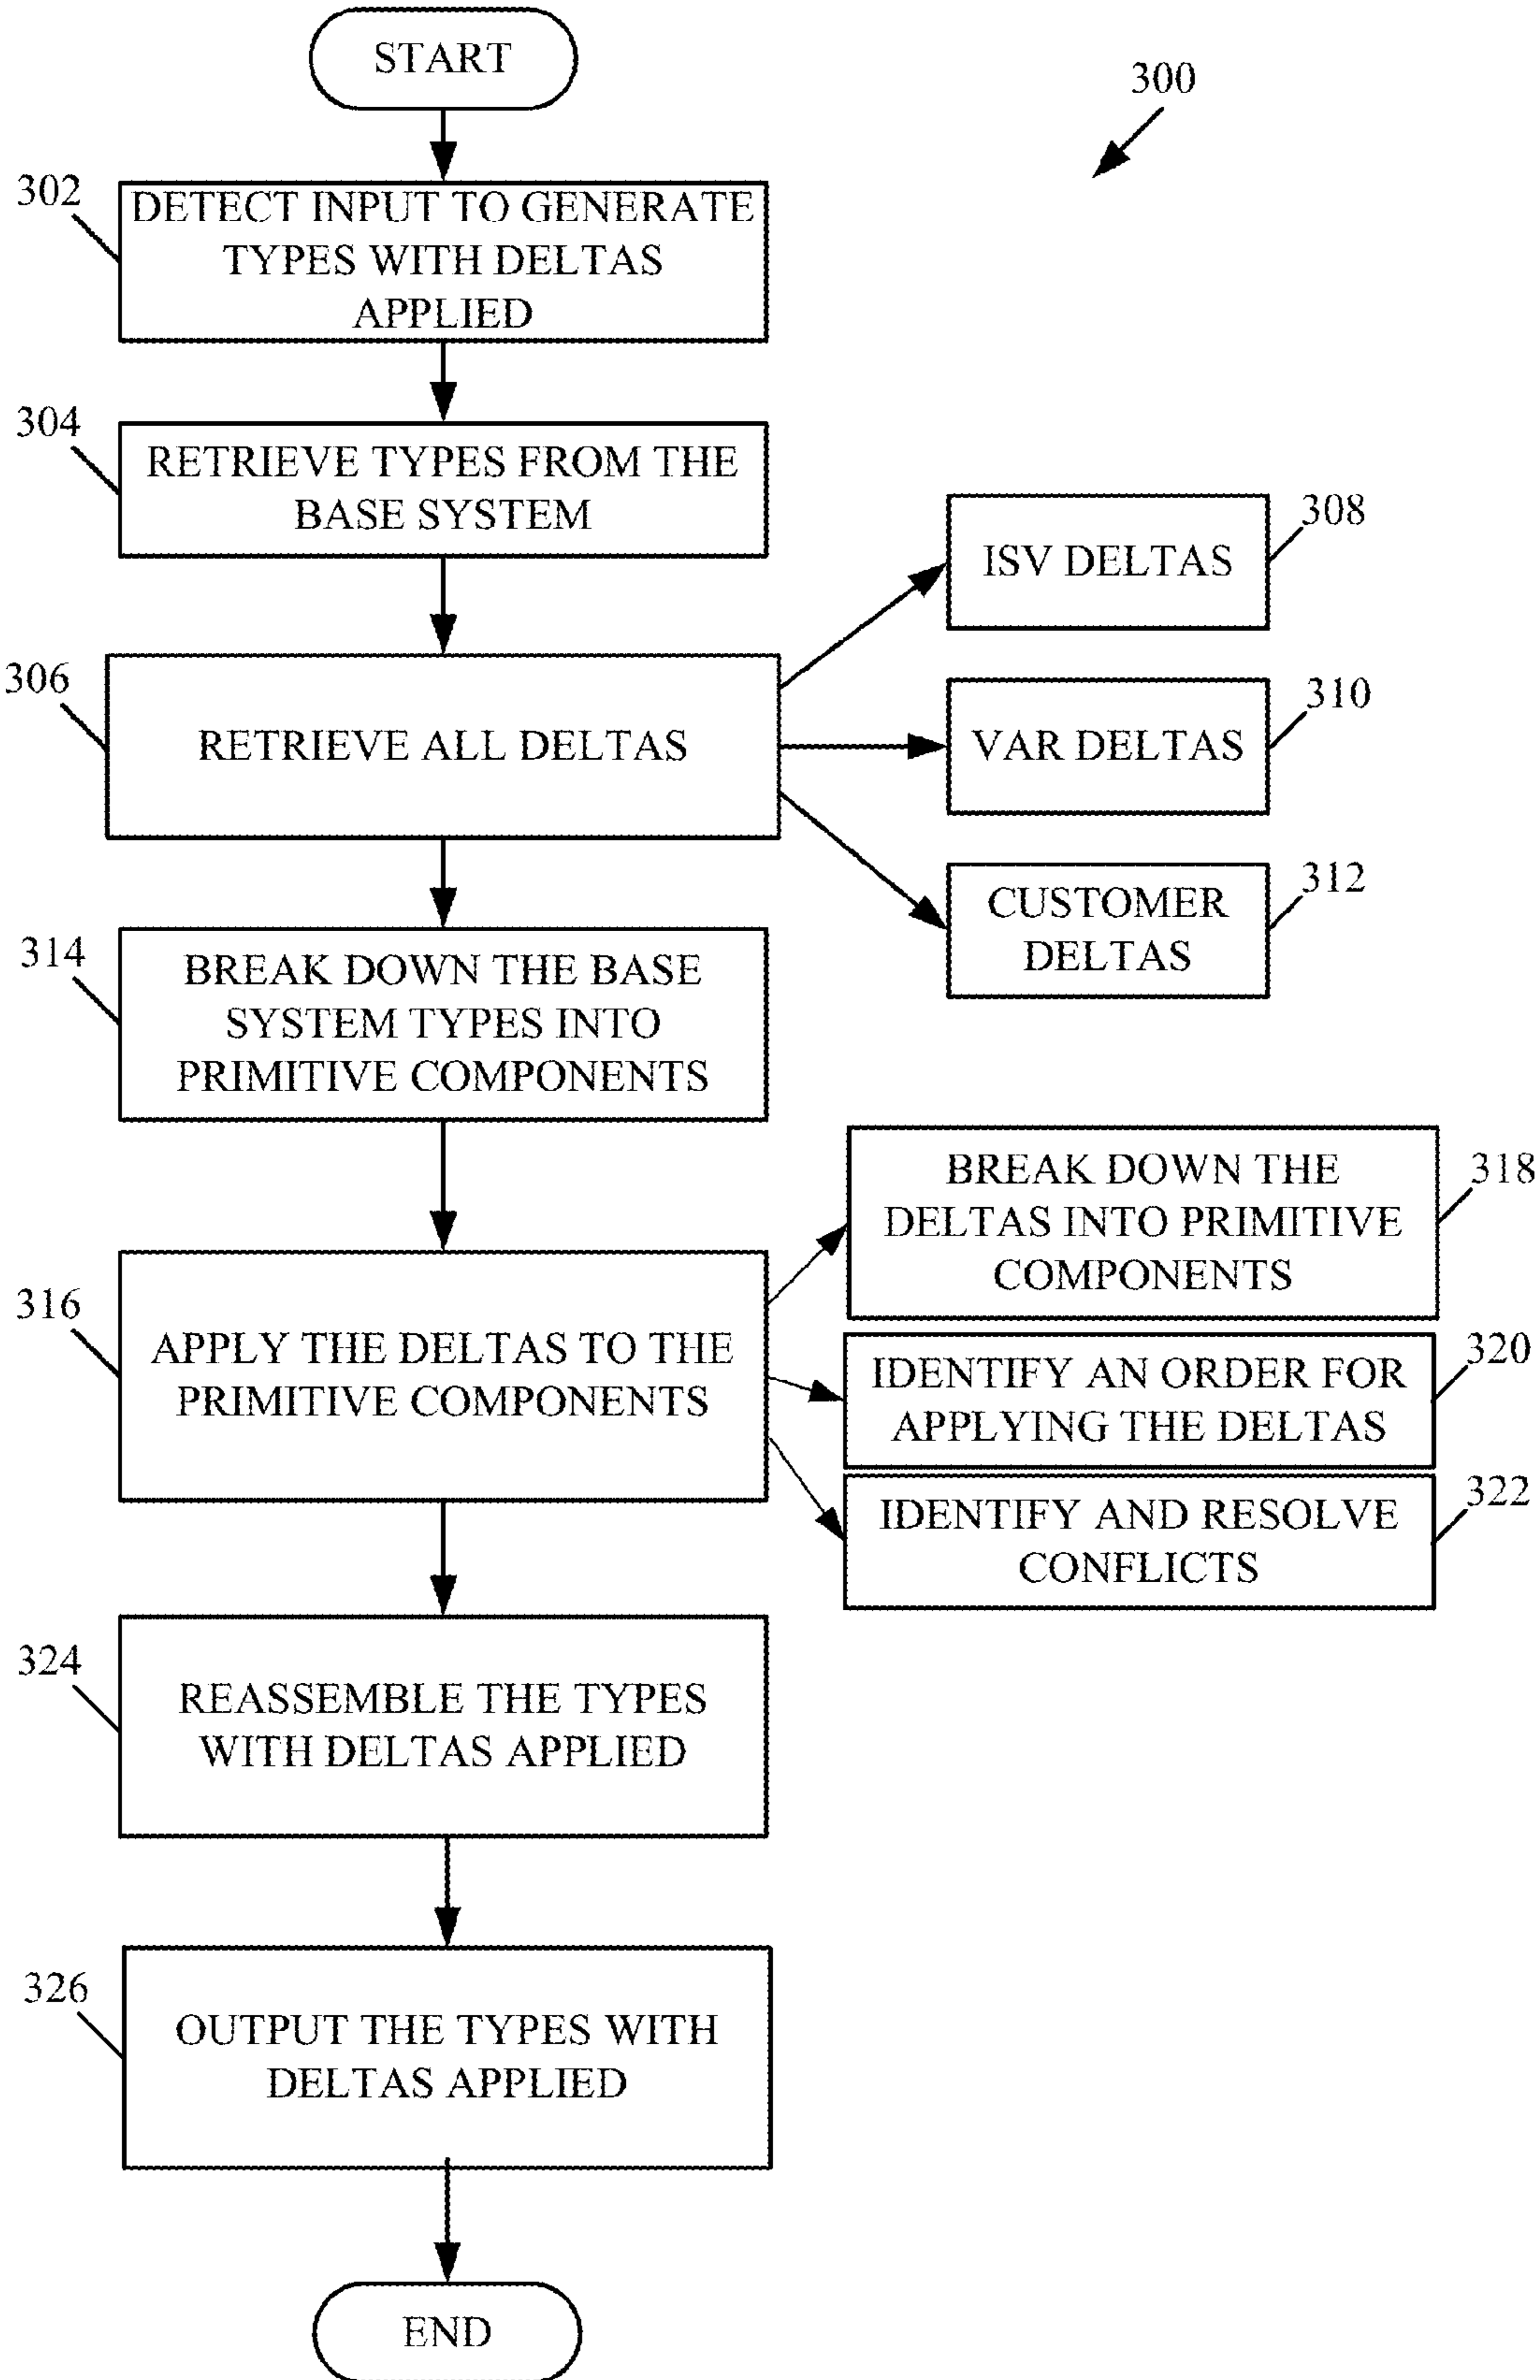 START
300
302
DETECT INPUT TO GENERATE
TYPES WITH DELTAS
APPLIED
304
RETRIEVE TYPES FROM THE
BASE SYSTEM
308
ISV DELTAS
306
RETRIEVE ALL DELTAS
310
VAR DELTAS
312
CUSTOMER
DELTAS
314
BREAK DOWN THE BASE
SYSTEM TYPES INTO
PRIMITIVE COMPONENTS
316
APPLY THE DELTAS TO THE
PRIMITIVE COMPONENTS
318
BREAK DOWN THE
DELTAS INTO PRIMITIVE
COMPONENTS
320
IDENTIFY AN ORDER FOR
APPLYING THE DELTAS
322
IDENTIFY AND RESOLVE
CONFLICTS
324
REASSEMBLE THE TYPES
WITH DELTAS APPLIED
326
OUTPUT THE TYPES WITH
DELTAS APPLIED
END